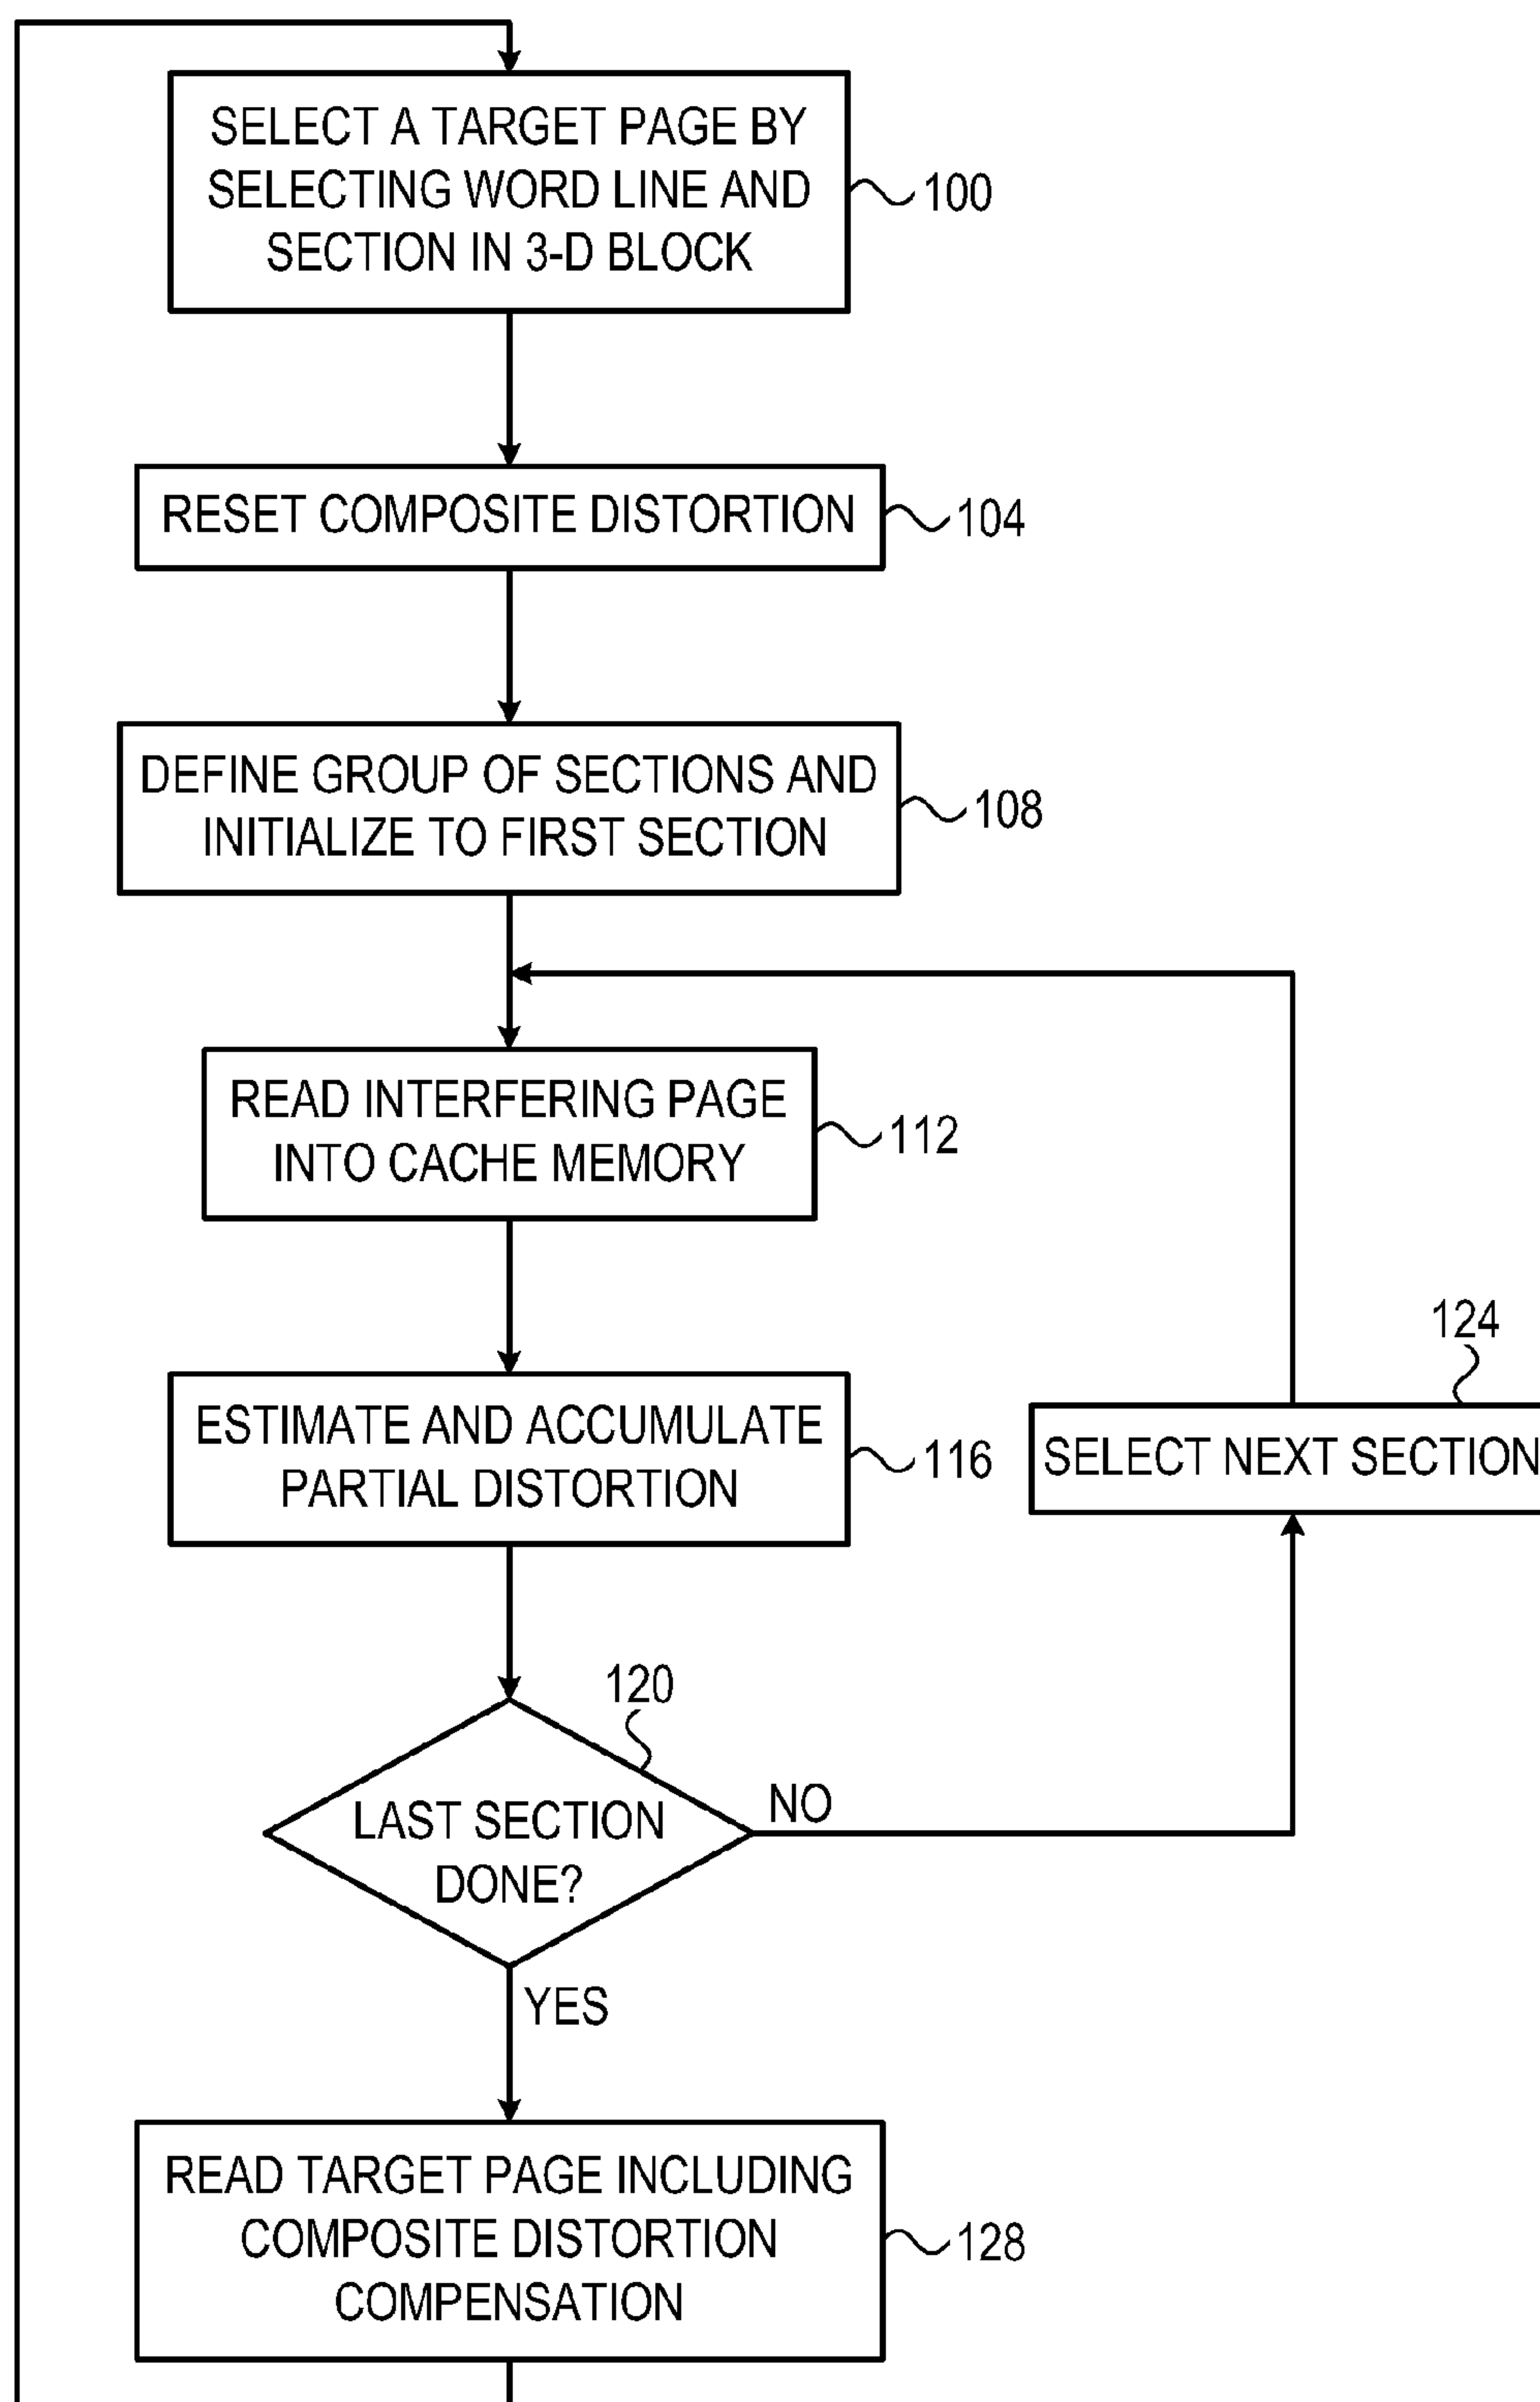 SELECT A TARGET PAGE BY
SELECTING WORD LINE AND
SECTION IN 3-D BLOCK
100
RESET COMPOSITE DISTORTION
104
DEFINE GROUP OF SECTIONS AND
INITIALIZE TO FIRST SECTION
108
READ INTERFERING PAGE
INTO CACHE MEMORY
112
ESTIMATE AND ACCUMULATE
PARTIAL DISTORTION
116
124
SELECT NEXT SECTION
120
LAST SECTION
DONE?
NO
YES
READ TARGET PAGE INCLUDING
COMPOSITE DISTORTION
COMPENSATION
128